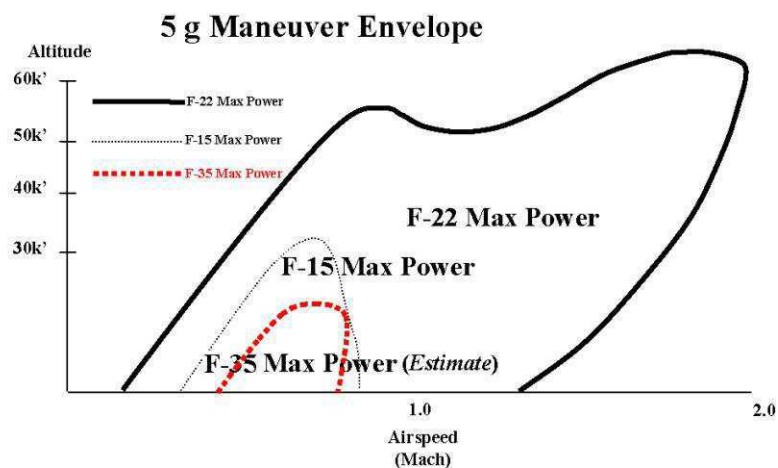 5 g Maneuver Envelope
Altitude
60k'
F-22 Max Power
50k'
F-15 Max Power
F-35 Max Power
40k'
F-22 Max Power
30k'
F-15 Max Power
F-35 Max Power (Estimate)
1.0
2.0
Airspeed
(Mach)